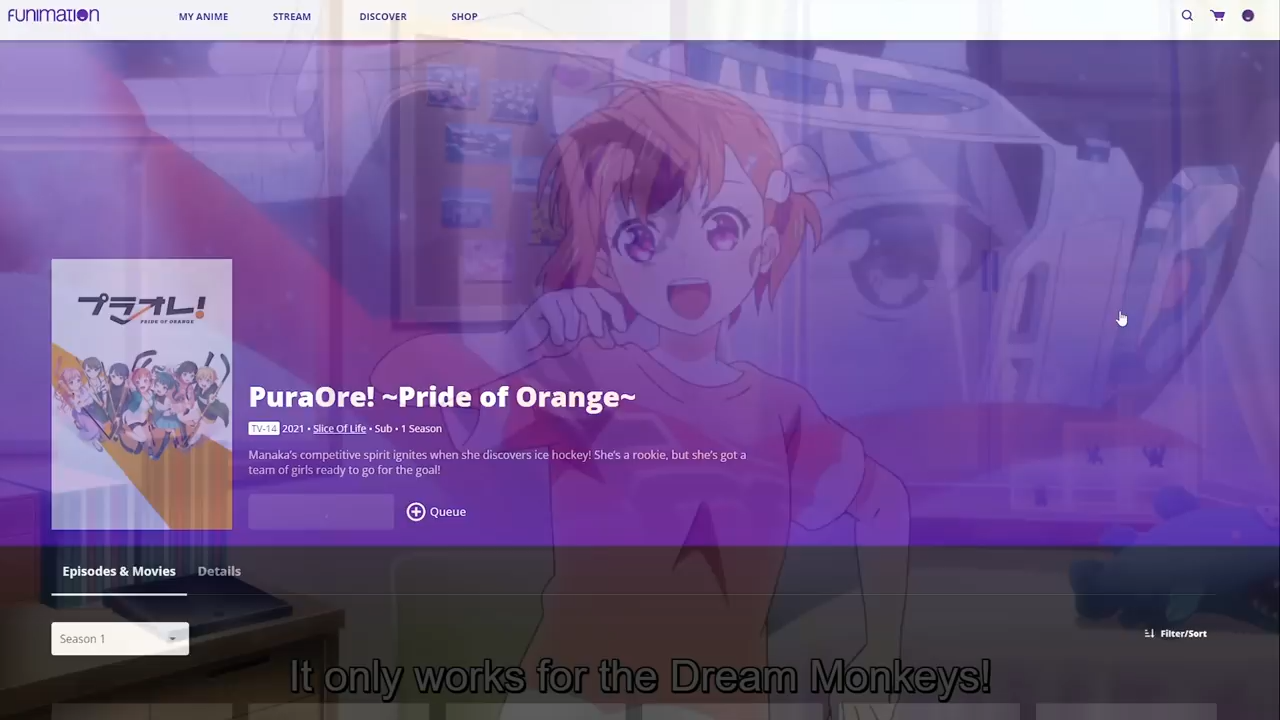 FUNIMATION
MY ANIME
STREAM
DISCOVER
SHOP
プラオレ!
PRIDE OF ORANGE
PuraOre! ~Pride of Orange~
TV-14 2021 • Slice Of Life • Sub • 1 Season
Manaka's competitive spirit ignites when she discovers ice hockey! She's a rookie, but she's got a
team of girls ready to go for the goal!
Queue
Episodes & Movies
Details
Season 1
Filter/Sort
It only works for the Dream Monkeys!